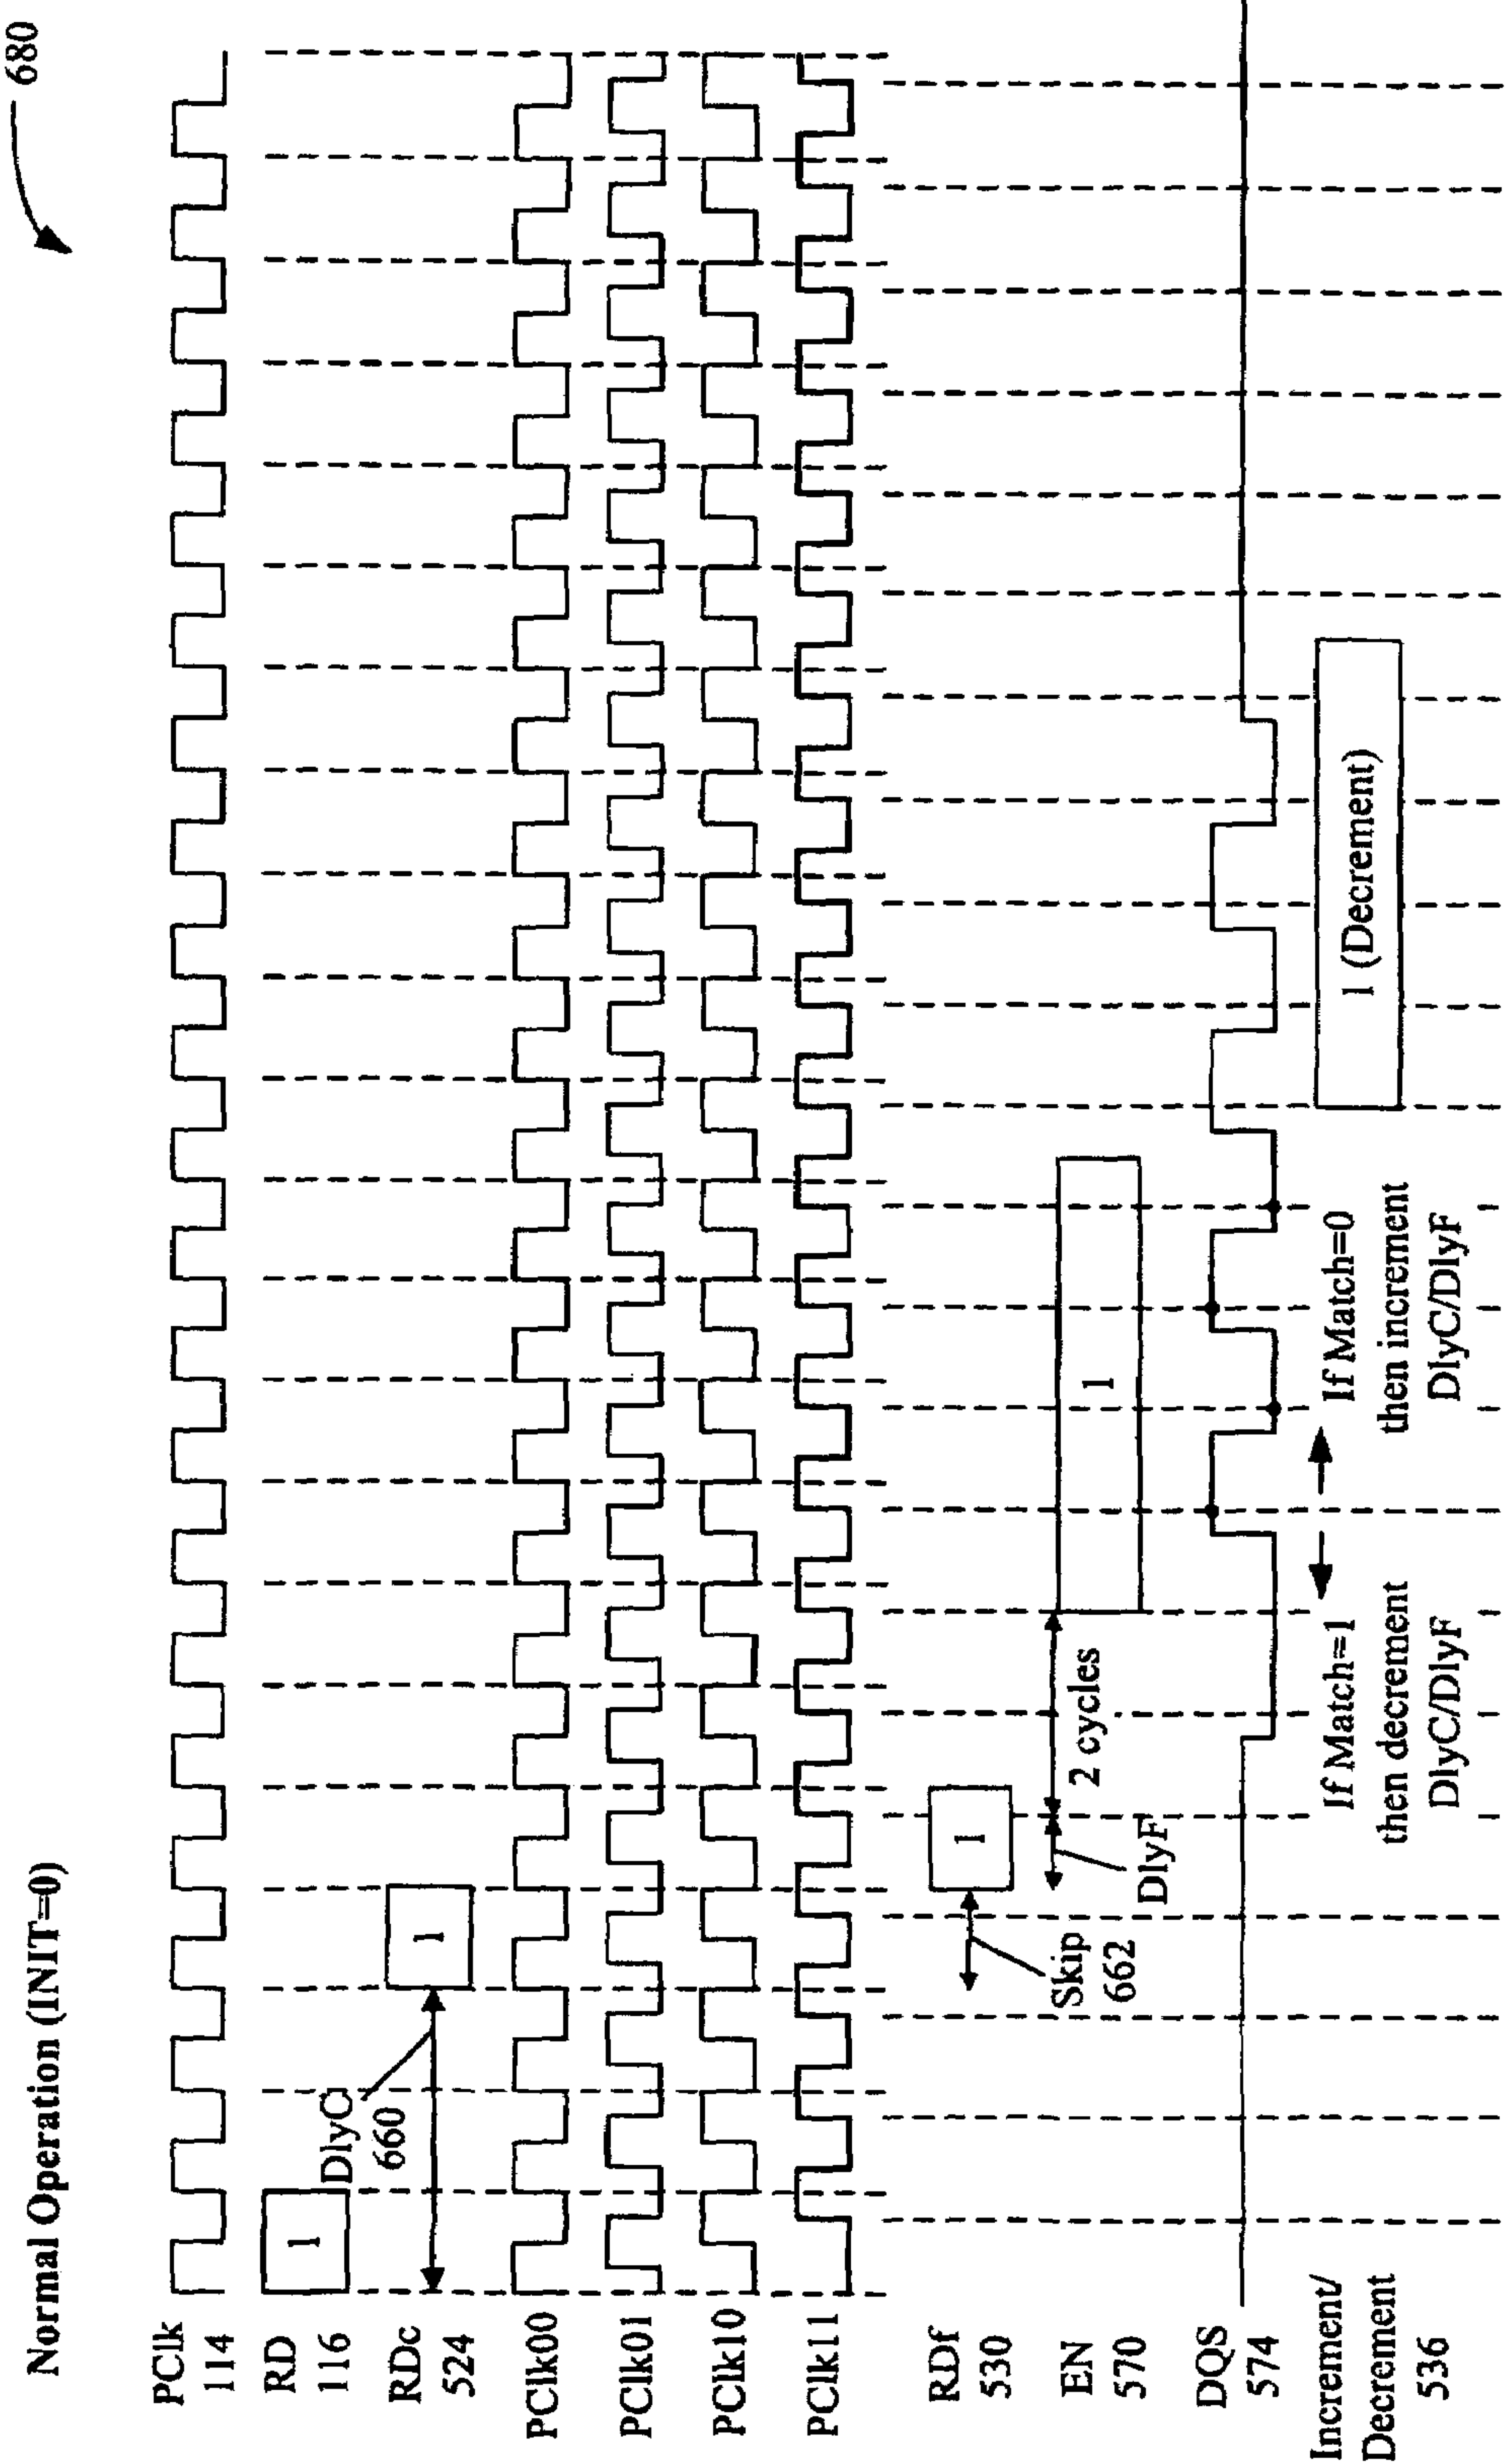 680
Normal Operation (INIT=0)
PClk
114
RD
116
1
RDc
524
DlyC
660
1
PClk00
PClk01
PClk10
PClk11
RDf
530
Skip
662
1
DlyF
EN
570
2 cycles
1
DQS
574
Increment/
Decrement
536
If Match=1
then decrement
DlyC/DlyF
If Match=0
then increment
DlyC/DlyF
1 (Decrement)